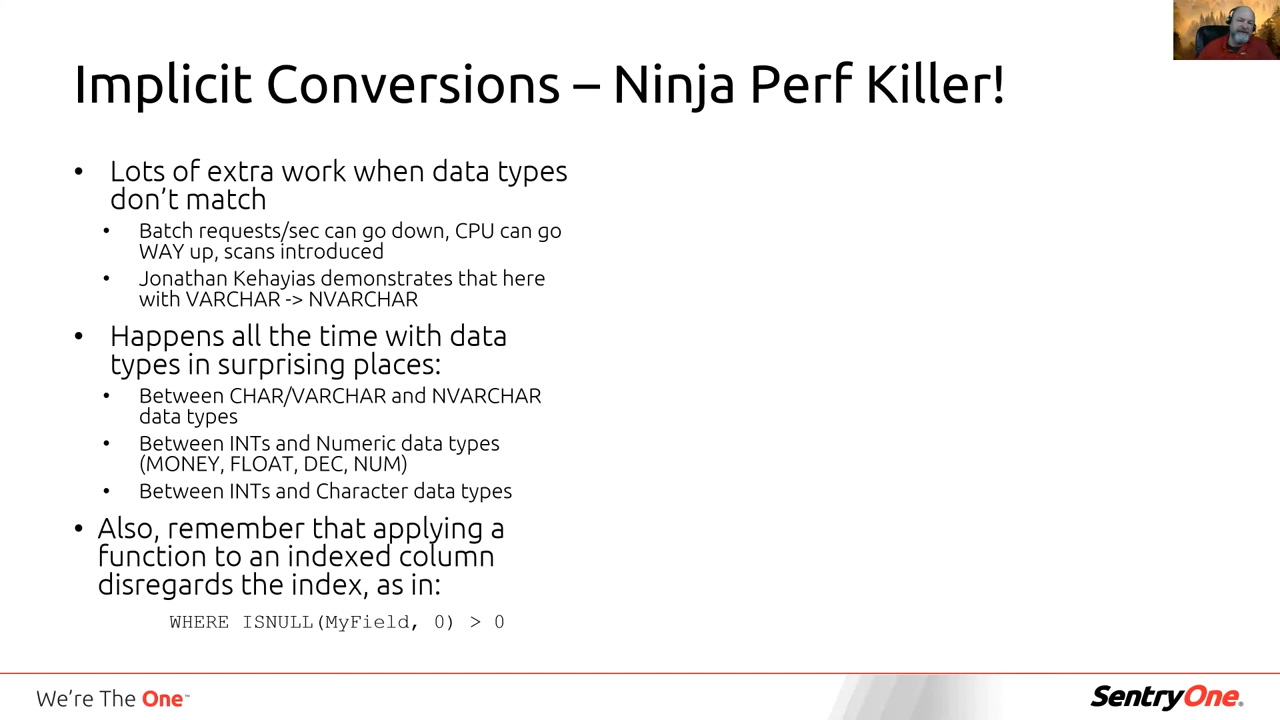 Implicit Conversions – Ninja Perf Killer!
• Lots of extra work when data types
don't match
• Batch requests/sec can go down, CPU can go
WAY up, scans introduced
• Jonathan Kehayias demonstrates that here
with VARCHAR -> NVARCHAR
• Happens all the time with data
types in surprising places:
• Between CHAR/VARCHAR and NVARCHAR
data types
• Between INTs and Numeric data types
(MONEY, FLOAT, DEC, NUM)
• Between INTs and Character data types
• Also, remember that applying a
function to an indexed column
disregards the index, as in:
WHERE ISNULL(MyField, 0) > 0
We're The One™
SentryOne®